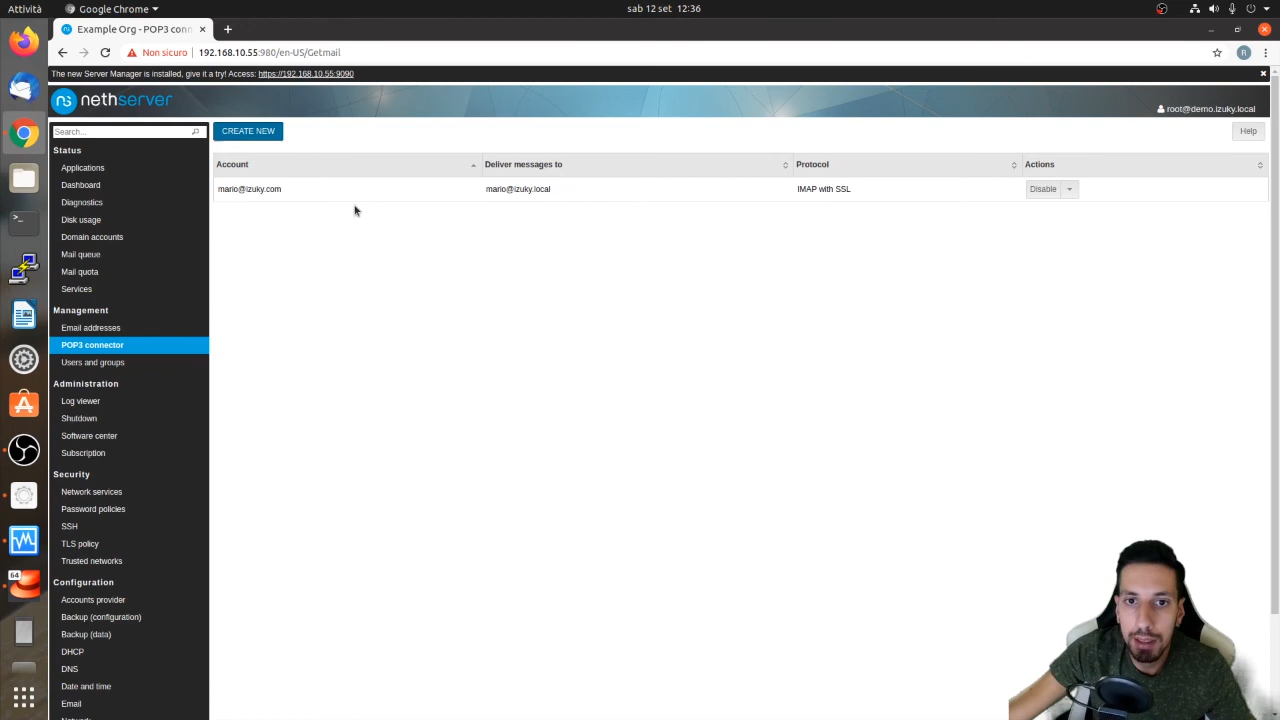 Attività
Google Chrome
sab 12 set 12:36
Example Org - POP3 conn
Non sicuro
192.168.10.55:980/en-US/Getmail
R
The new Server Manager is installed, give it a try! Access: https://192.168.10.55:9090
nethserver
root@demo.izuky.local
Search...
CREATE NEW
Help
Status
Applications
Dashboard
Diagnostics
Disk usage
Domain accounts
Mail queue
Mail quota
Services
Management
Email addresses
POP3 connector
Users and groups
Administration
Log viewer
Shutdown
Software center
Subscription
Security
Network services
Password policies
SSH
TLS policy
Trusted networks
Configuration
Accounts provider
Backup (configuration)
Backup (data)
DHCP
DNS
Date and time
Email
Account Deliver messages to Protocol Actions
mario@izuky.com mario@izuky.local IMAP with SSL Disable
64